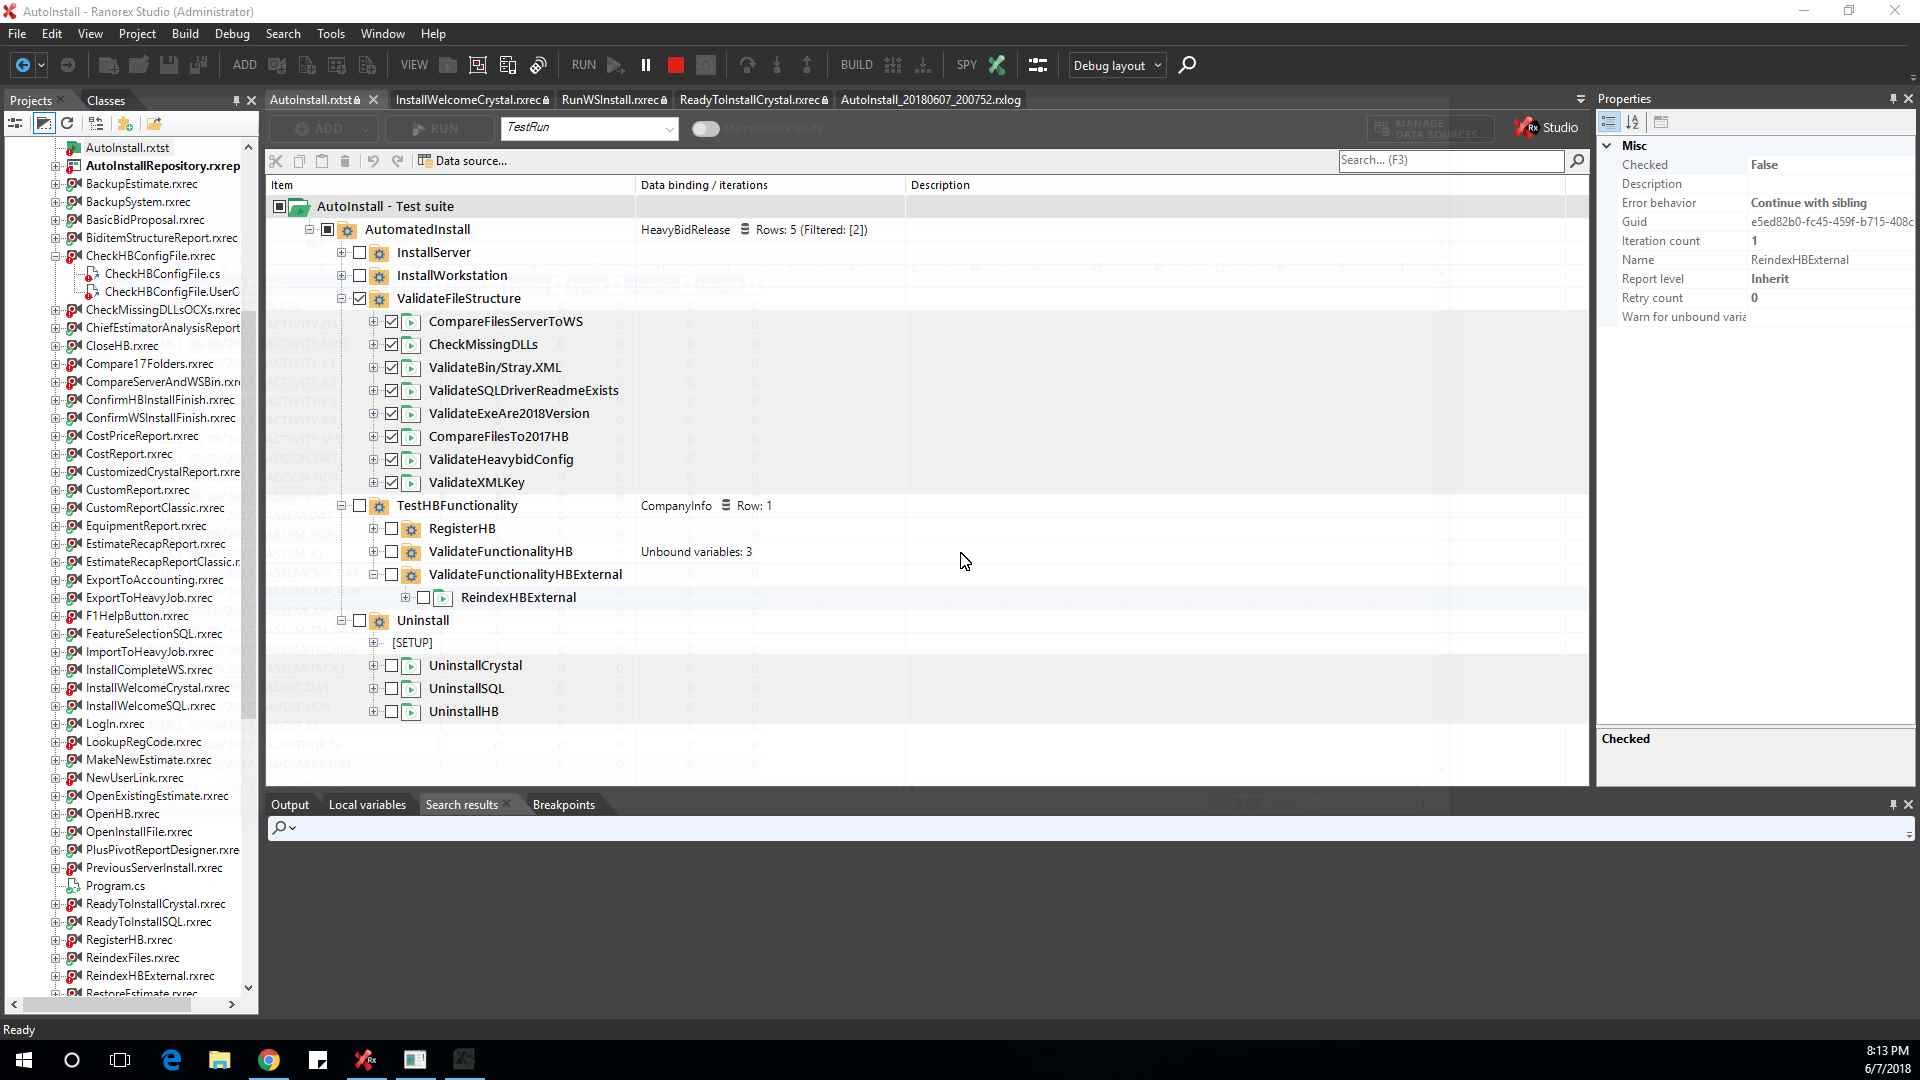 AutoInstall - Ranorex Studio (Administrator)
File Edit View Project Build Debug Search Tools Window Help
ADD VIEW RUN BUILD SPY Debug layout
Projects Classes
AutoInstall.rxtst InstallWelcomeCrystal.rxrec RunWSInstall.rxrec ReadyToInstallCrystal.rxrec AutoInstall_20180607_200752.rxlog
Properties
ADD RUN TestRun MANAGE DATA SOURCES... Rx Studio
Data source... Search... (F3)
Item Data binding / iterations Description
AutoInstall - Test suite
AutomatedInstall HeavyBidRelease Rows: 5 (Filtered: [2])
InstallServer
InstallWorkstation
ValidateFileStructure
CompareFilesServerToWS
CheckMissingDLLs
ValidateBin/Stray.XML
ValidateSQLDriverReadmeExists
ValidateExeAre2018Version
CompareFilesTo2017HB
ValidateHeavybidConfig
ValidateXMLKey
TestHBFunctionality CompanyInfo Row: 1
RegisterHB
ValidateFunctionalityHB Unbound variables: 3
ValidateFunctionalityHBExternal
ReindexHBExternal
Uninstall
[SETUP]
UninstallCrystal
UninstallSQL
UninstallHB
AutoInstall.rxtst
AutoInstallRepository.rxrep
BackupEstimate.rxrec
BackupSystem.rxrec
BasicBidProposal.rxrec
BiditemStructureReport.rxrec
CheckHBConfigFile.rxrec
CheckHBConfigFile.cs
CheckHBConfigFile.UserC
CheckMissingDLLsOCXs.rxrec
ChiefEstimatorAnalysisReport
CloseHB.rxrec
Compare17Folders.rxrec
CompareServerAndWSBin.rxr
ConfirmHBInstallFinish.rxrec
ConfirmWSInstallFinish.rxrec
CostPriceReport.rxrec
CostReport.rxrec
CustomizedCrystalReport.rxre
CustomReport.rxrec
CustomReportClassic.rxrec
EquipmentReport.rxrec
EstimateRecapReport.rxrec
EstimateRecapReportClassic.r
ExportToAccounting.rxrec
ExportToHeavyJob.rxrec
F1HelpButton.rxrec
FeatureSelectionSQL.rxrec
ImportToHeavyJob.rxrec
InstallCompleteWS.rxrec
InstallWelcomeCrystal.rxrec
InstallWelcomeSQL.rxrec
LogIn.rxrec
LookupRegCode.rxrec
MakeNewEstimate.rxrec
NewUserLink.rxrec
OpenExistingEstimate.rxrec
OpenHB.rxrec
OpenInstallFile.rxrec
PlusPivotReportDesigner.rxre
PreviousServerInstall.rxrec
Program.cs
ReadyToInstallCrystal.rxrec
ReadyToInstallSQL.rxrec
RegisterHB.rxrec
ReindexFiles.rxrec
ReindexHBExternal.rxrec
RestoreEstimate.rxrec
Misc
Checked False
Description
Error behavior Continue with sibling
Guid e5ed82b0-fc45-459f-b715-408c
Iteration count 1
Name ReindexHBExternal
Report level Inherit
Retry count 0
Warn for unbound varia
Checked
Output Local variables Search results Breakpoints
Ready
8:13 PM
6/7/2018